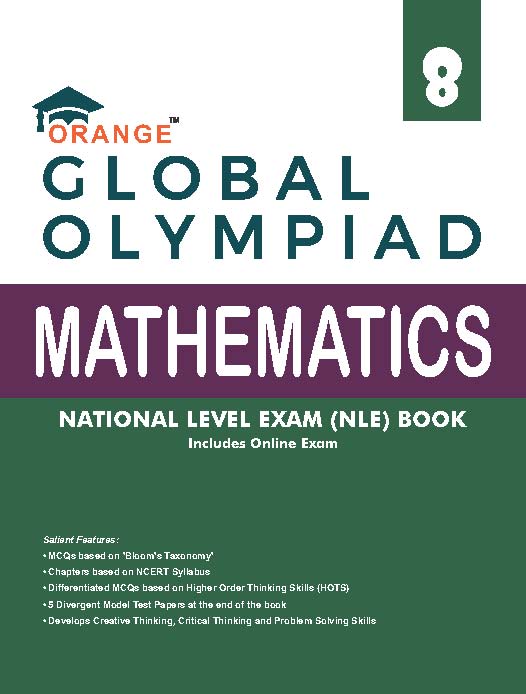 8
ORANGE™
GLOBAL
OLYMPIAD
MATHEMATICS
NATIONAL LEVEL EXAM (NLE) BOOK
Includes Online Exam
Salient Features:
• MCQs based on 'Bloom's Taxonomy'
• Chapters based on NCERT Syllabus
• Differentiated MCQs based on Higher Order Thinking Skills (HOTS)
• 5 Divergent Model Test Papers at the end of the book
• Develops Creative Thinking, Critical Thinking and Problem Solving Skills